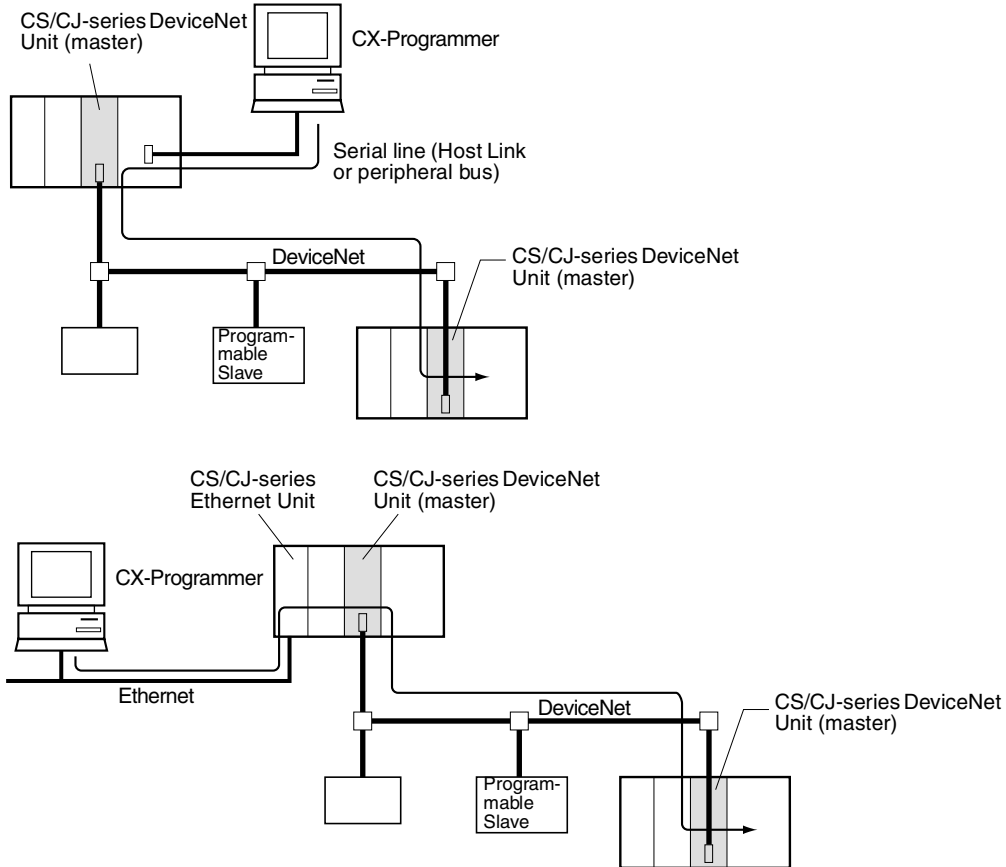 CS/CJ-series DeviceNet
Unit (master)
CX-Programmer
Serial line (Host Link
or peripheral bus)
DeviceNet
CS/CJ-series DeviceNet
Unit (master)
Program-
mable
Slave
CS/CJ-series
Ethernet Unit
CS/CJ-series DeviceNet
Unit (master)
CX-Programmer
Ethernet
DeviceNet
CS/CJ-series DeviceNet
Unit (master)
Program-
mable
Slave